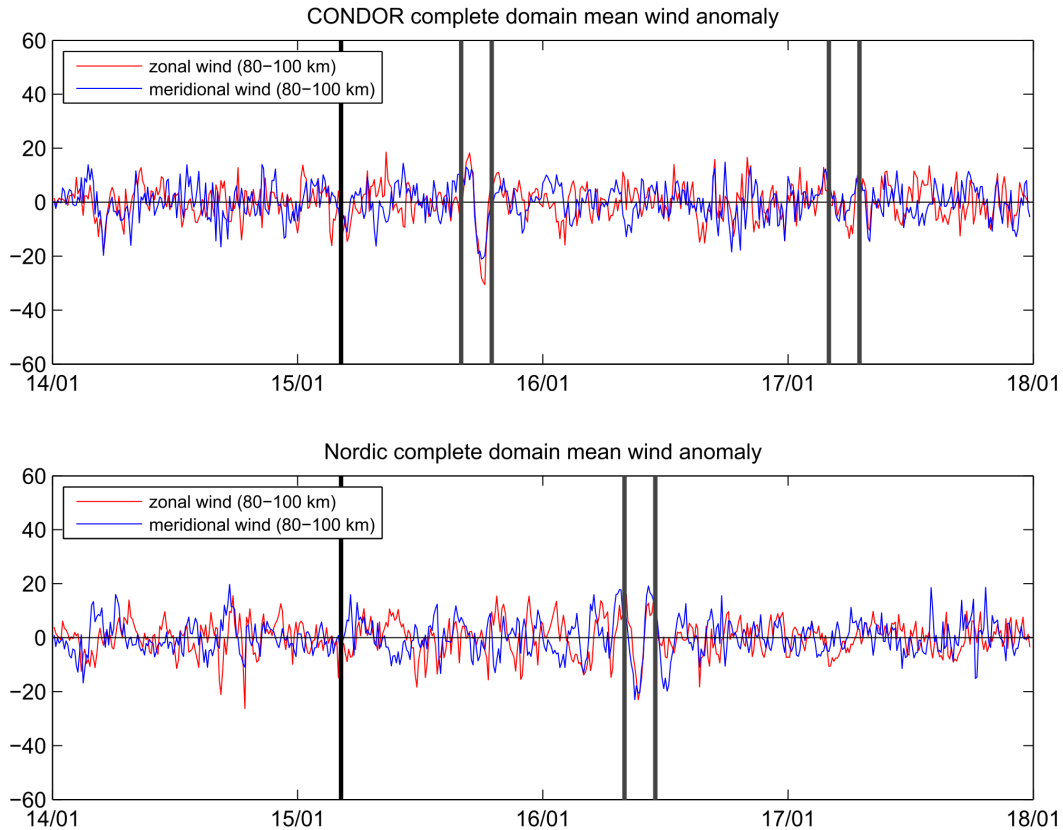 CONDOR complete domain mean wind anomaly
60
40
20
0
−20
−40
−60
zonal wind (80−100 km)
meridional wind (80−100 km)
14/01 15/01 16/01 17/01 18/01
Nordic complete domain mean wind anomaly
60
40
20
0
−20
−40
−60
zonal wind (80−100 km)
meridional wind (80−100 km)
14/01 15/01 16/01 17/01 18/01